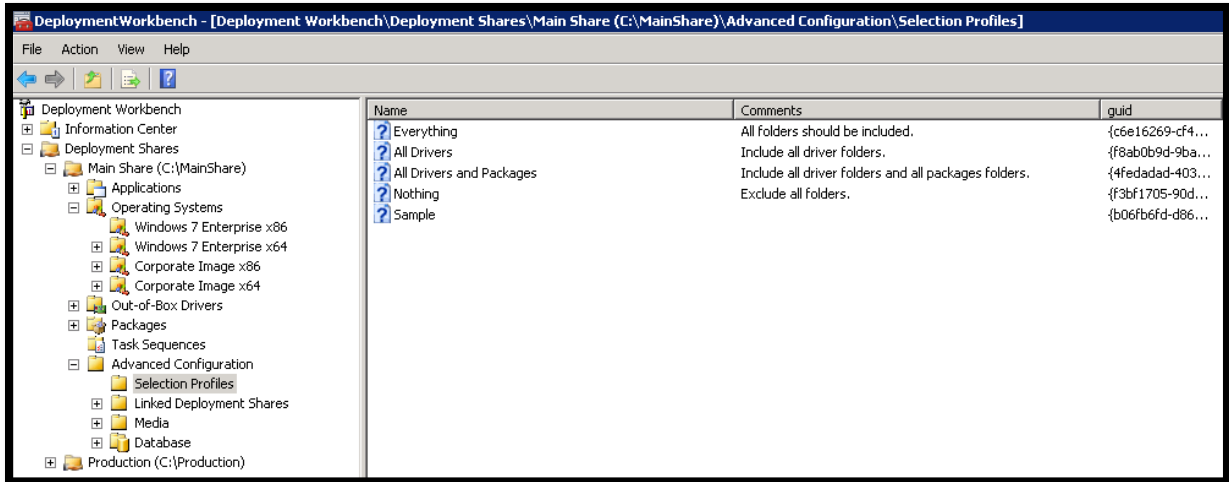 DeploymentWorkbench - [Deployment Workbench\Deployment Shares\Main Share (C:\MainShare)\Advanced Configuration\Selection Profiles]
File Action View Help
Deployment Workbench
Information Center
Deployment Shares
Main Share (C:\MainShare)
Applications
Operating Systems
Windows 7 Enterprise x86
Windows 7 Enterprise x64
Corporate Image x86
Corporate Image x64
Out-of-Box Drivers
Packages
Task Sequences
Advanced Configuration
Selection Profiles
Linked Deployment Shares
Media
Database
Production (C:\Production)
Name Comments guid
Everything All folders should be included. {c6e16269-cf4...
All Drivers Include all driver folders. {f8ab0b9d-9ba...
All Drivers and Packages Include all driver folders and all packages folders. {4fedadad-403...
Nothing Exclude all folders. {f3bf1705-90d...
Sample {b06fb6fd-d86...